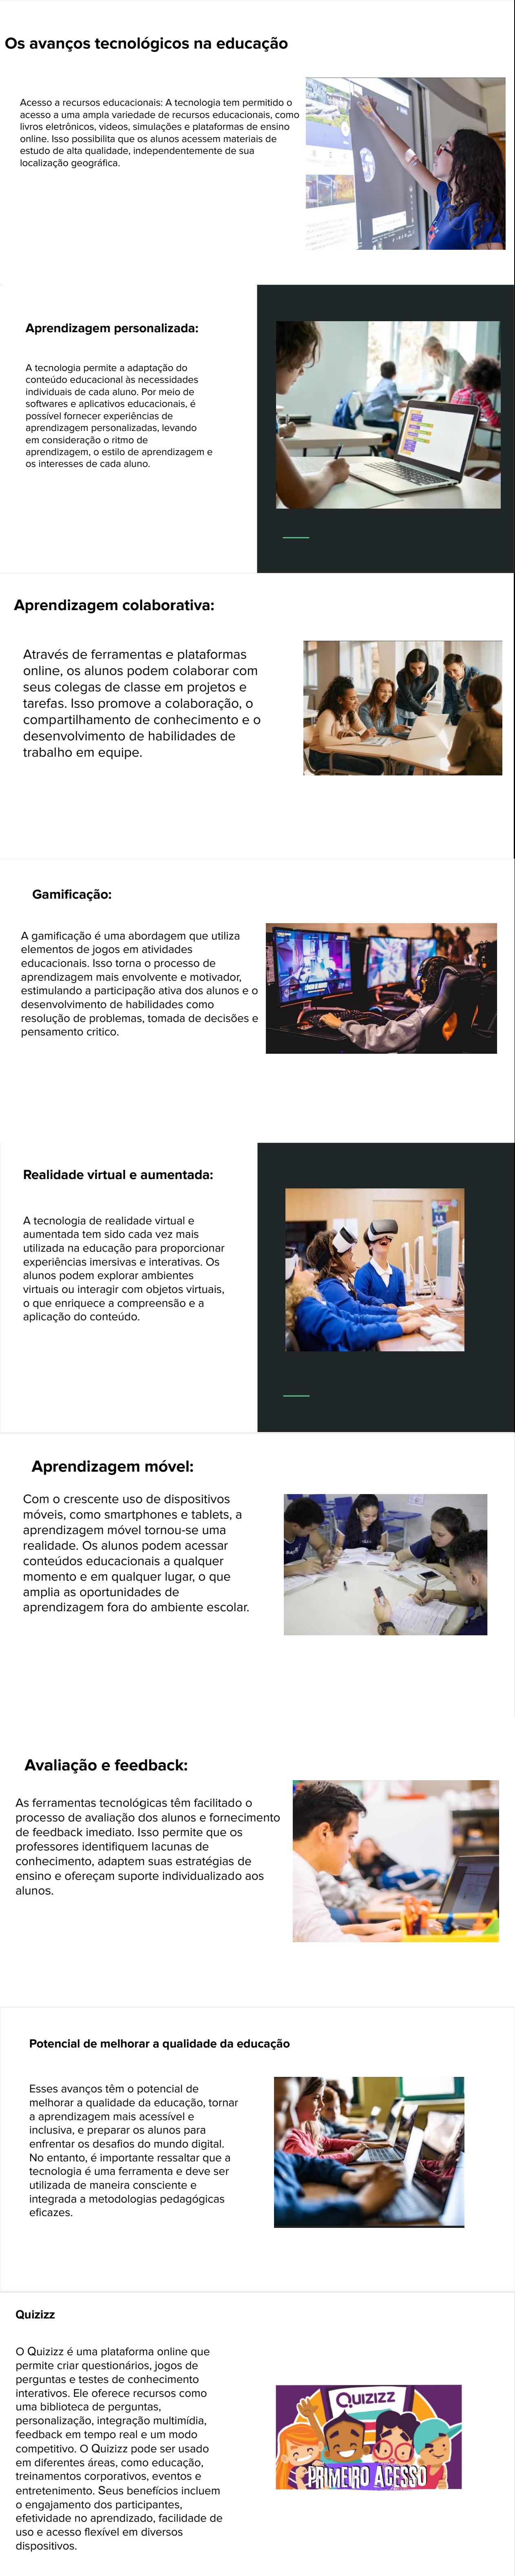 Os avanços tecnológicos na educação
Acesso a recursos educacionais: A tecnologia tem permitido o
acesso a uma ampla variedade de recursos educacionais, como
livros eletrônicos, videos, simulações e plataformas de ensino
online. Isso possibilita que os alunos acessem materiais de
estudo de alta qualidade, independentemente de sua
localização geográfica.
Aprendizagem personalizada:
A tecnologia permite a adaptação do
conteúdo educacional às necessidades
individuais de cada aluno. Por meio de
softwares e aplicativos educacionais, é
possível fornecer experiências de
aprendizagem personalizadas, levando
em consideração o ritmo de
aprendizagem, o estilo de aprendizagem e
os interesses de cada aluno.
Aprendizagem colaborativa:
Através de ferramentas e plataformas
online, os alunos podem colaborar com
seus colegas de classe em projetos e
tarefas. Isso promove a colaboração, o
compartilhamento de conhecimento e o
desenvolvimento de habilidades de
trabalho em equipe.
Gamificação:
A gamificação é uma abordagem que utiliza
elementos de jogos em atividades
educacionais. Isso torna o processo de
aprendizagem mais envolvente e motivador,
estimulando a participação ativa dos alunos e o
desenvolvimento de habilidades como
resolução de problemas, tomada de decisões e
pensamento critico.
Realidade virtual e aumentada:
A tecnologia de realidade virtual e
aumentada tem sido cada vez mais
utilizada na educação para proporcionar
experiências imersivas e interativas. Os
alunos podem explorar ambientes
virtuais ou interagir com objetos virtuais,
o que enriquece a compreensão e a
aplicação do conteúdo.
Aprendizagem móvel:
Com o crescente uso de dispositivos
móveis, como smartphones e tablets, a
aprendizagem móvel tornou-se uma
realidade. Os alunos podem acessar
conteúdos educacionais a qualquer
momento e em qualquer lugar, o que
amplia as oportunidades de
aprendizagem fora do ambiente escolar.
Avaliação e feedback:
As ferramentas tecnológicas têm facilitado o
processo de avaliação dos alunos e fornecimento
de feedback imediato. Isso permite que os
professores identifiquem lacunas de
conhecimento, adaptem suas estratégias de
ensino e ofereçam suporte individualizado aos
alunos.
Potencial de melhorar a qualidade da educação
Esses avanços têm o potencial de
melhorar a qualidade da educação, tornar
a aprendizagem mais acessível e
inclusiva, e preparar os alunos para
enfrentar os desafios do mundo digital.
No entanto, é importante ressaltar que a
tecnologia é uma ferramenta e deve ser
utilizada de maneira consciente e
integrada a metodologias pedagógicas
eficazes.
Quizizz
O Quizizz é uma plataforma online que
permite criar questionários, jogos de
perguntas e testes de conhecimento
interativos. Ele oferece recursos como
uma biblioteca de perguntas,
personalização, integração multimídia,
feedback em tempo real e um modo
competitivo. O Quizizz pode ser usado
em diferentes áreas, como educação,
treinamentos corporativos, eventos e
entretenimento. Seus benefícios incluem
o engajamento dos participantes,
efetividade no aprendizado, facilidade de
uso e acesso flexível em diversos
dispositivos.
QUIZIZZ
PRIMEIRO ACESSO